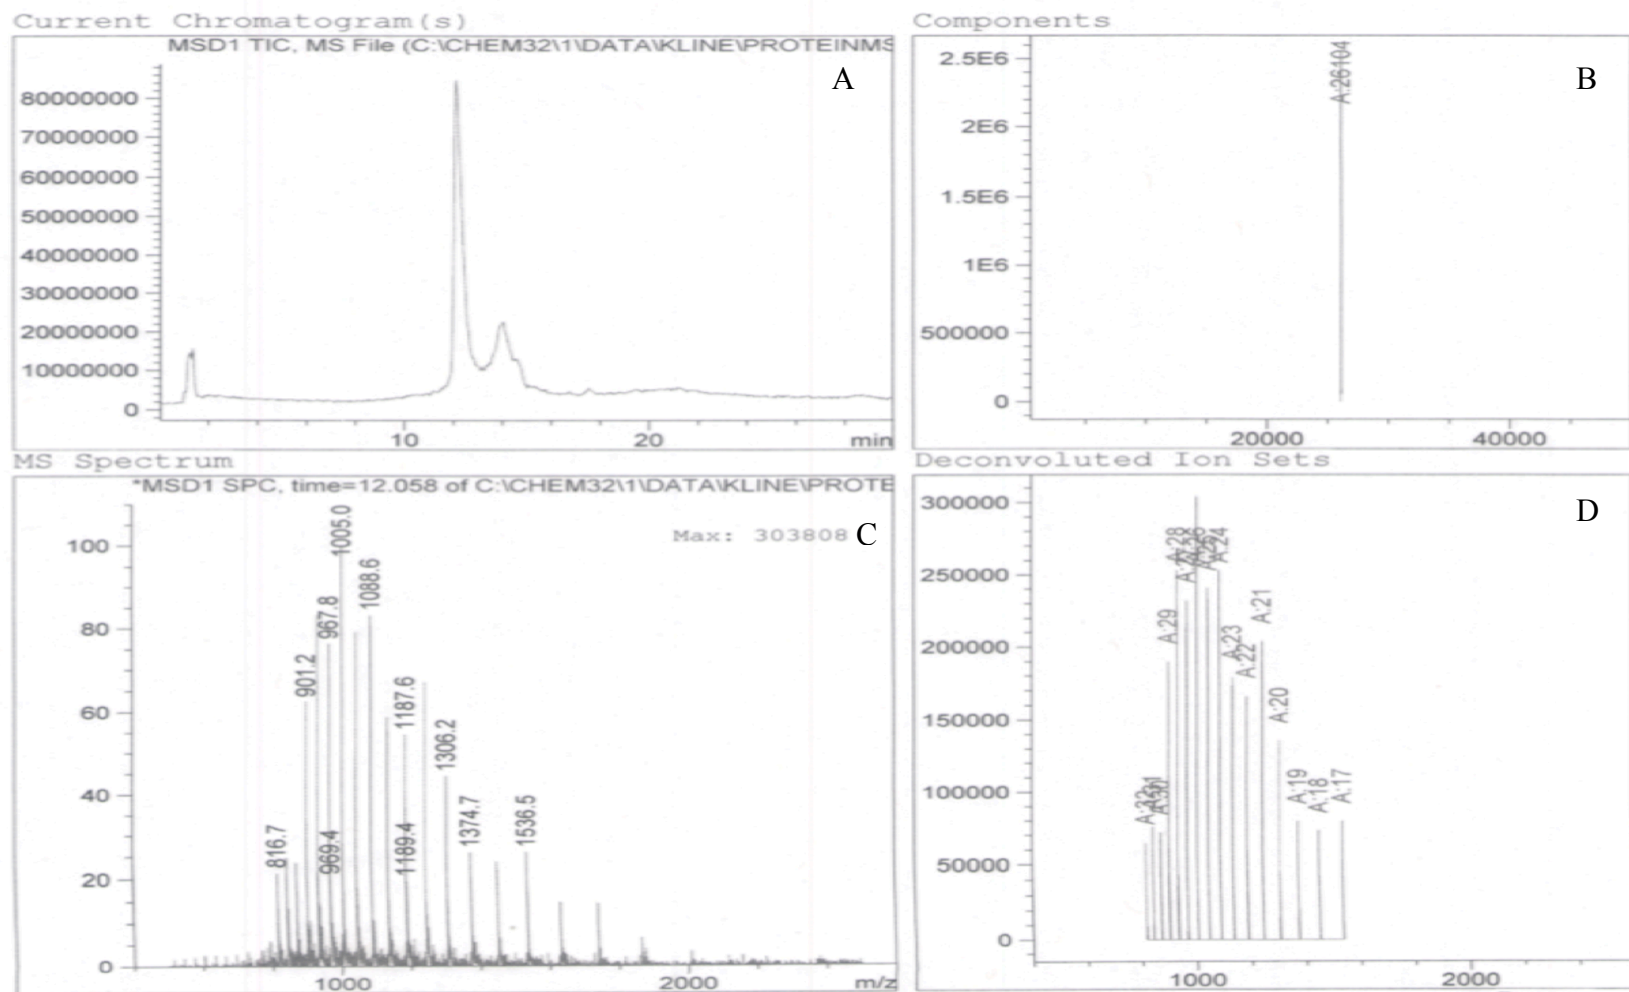 Current Chromatogram(s)
MSD1 TIC, MS File (C:\CHEM32\1\DATA\KLINE\PROTEINMS
A
80000000
70000000
60000000
50000000
40000000
30000000
20000000
10000000
0
10
20
min
Components
B
A:26104
2.5E6
2E6
1.5E6
1E6
500000
0
20000
40000
MS Spectrum
*MSD1 SPC, time=12.058 of C:\CHEM32\1\DATA\KLINE\PROTE
Max: 303808
C
100
80
60
40
20
0
816.7
901.2
967.8
969.4
1005.0
1088.6
1187.6
1189.4
1306.2
1374.7
1536.5
1000
2000
m/z
Deconvoluted Ion Sets
D
300000
250000
200000
150000
100000
50000
0
A:29
A:28
A:24
A:23
A:22
A:21
A:20
A:19
A:18
A:17
1000
2000